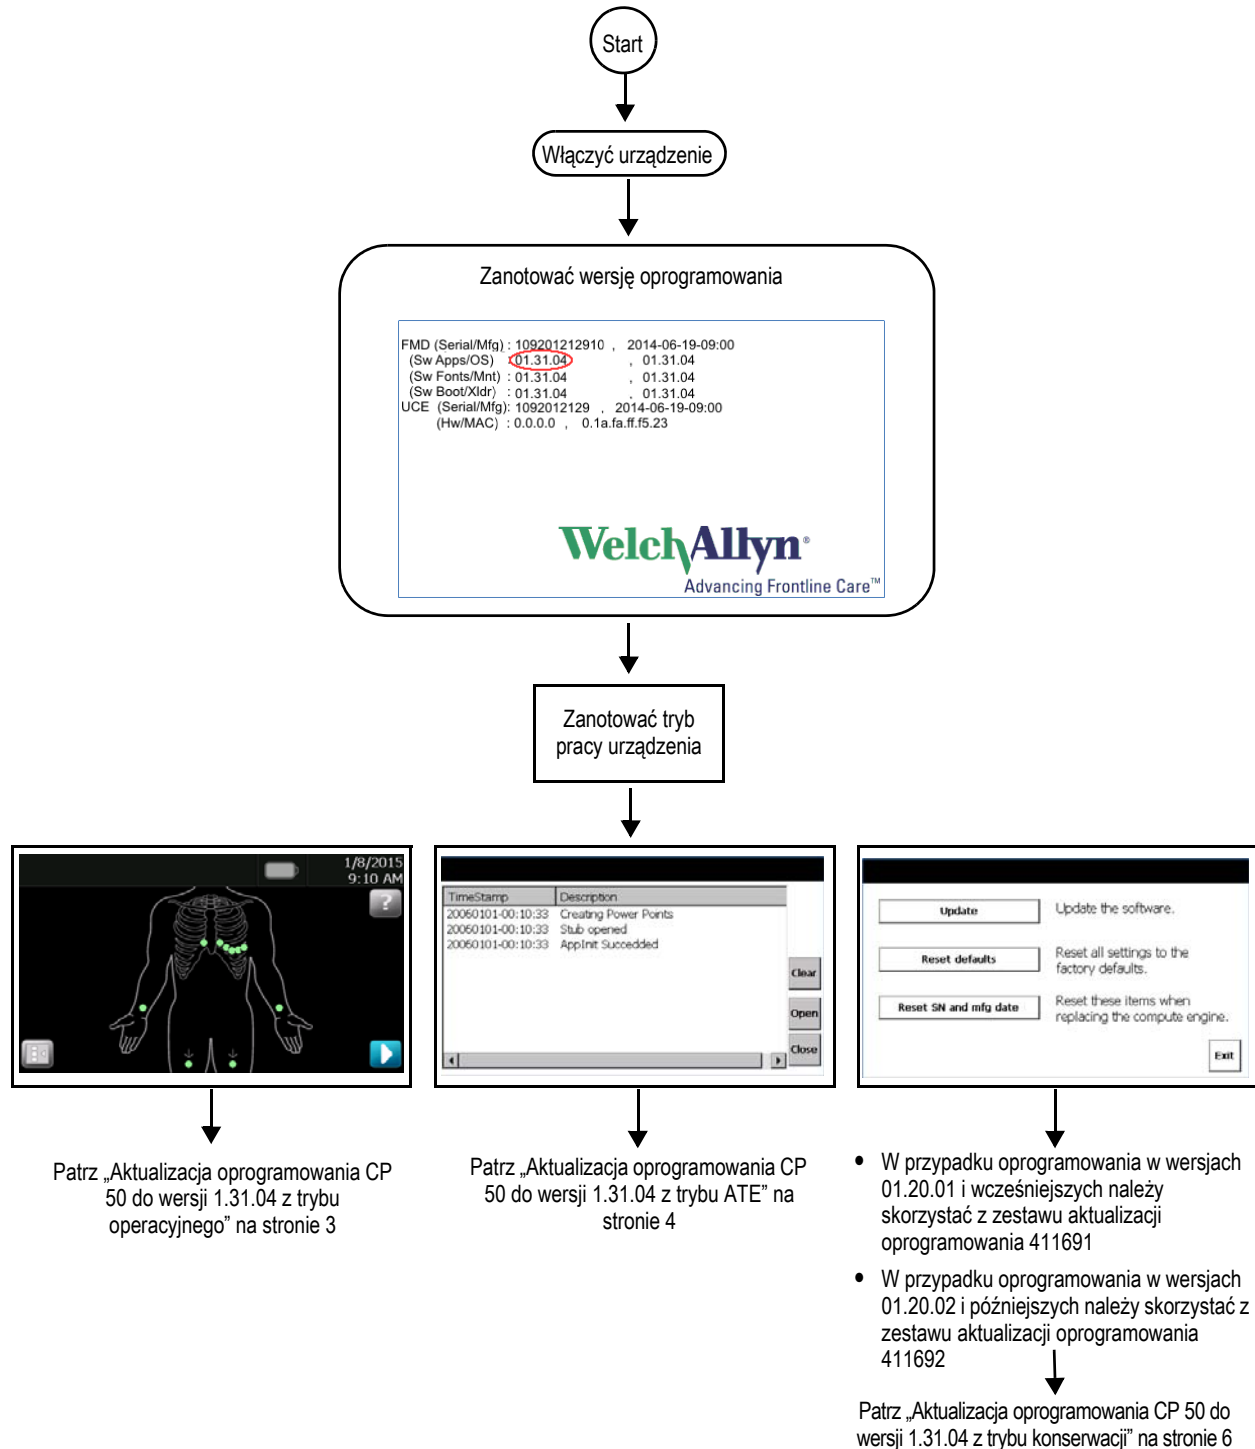 Start
Włączyć urządzenie
Zanotować wersję oprogramowania
FMD (Serial/Mfg) : 109201212910 , 2014-06-19-09:00
(Sw Apps/OS) : 01.31.04 , 01.31.04
(Sw Fonts/Mnt) : 01.31.04 , 01.31.04
(Sw Boot/Xldr) : 01.31.04 , 01.31.04
UCE (Serial/Mfg): 1092012129 , 2014-06-19-09:00
(Hw/MAC) : 0.0.0.0 , 0.1a.fa.ff.f5.23
WelchAllyn®
Advancing Frontline Care™
Zanotować tryb
pracy urządzenia
1/8/2015
9:10 AM
?
TimeStamp Description
20060101-00:10:33 Creating Power Points
20060101-00:10:33 Stub opened
20060101-00:10:33 AppInit Succedded
Clear
Open
Close
Update Update the software.
Reset defaults Reset all settings to the
factory defaults.
Reset SN and mfg date Reset these items when
replacing the compute engine.
Exit
Patrz „Aktualizacja oprogramowania CP
50 do wersji 1.31.04 z trybu
operacyjnego” na stronie 3
Patrz „Aktualizacja oprogramowania CP
50 do wersji 1.31.04 z trybu ATE” na
stronie 4
• W przypadku oprogramowania w wersjach
01.20.01 i wcześniejszych należy
skorzystać z zestawu aktualizacji
oprogramowania 411691
• W przypadku oprogramowania w wersjach
01.20.02 i późniejszych należy skorzystać z
zestawu aktualizacji oprogramowania
411692
Patrz „Aktualizacja oprogramowania CP 50 do
wersji 1.31.04 z trybu konserwacji” na stronie 6